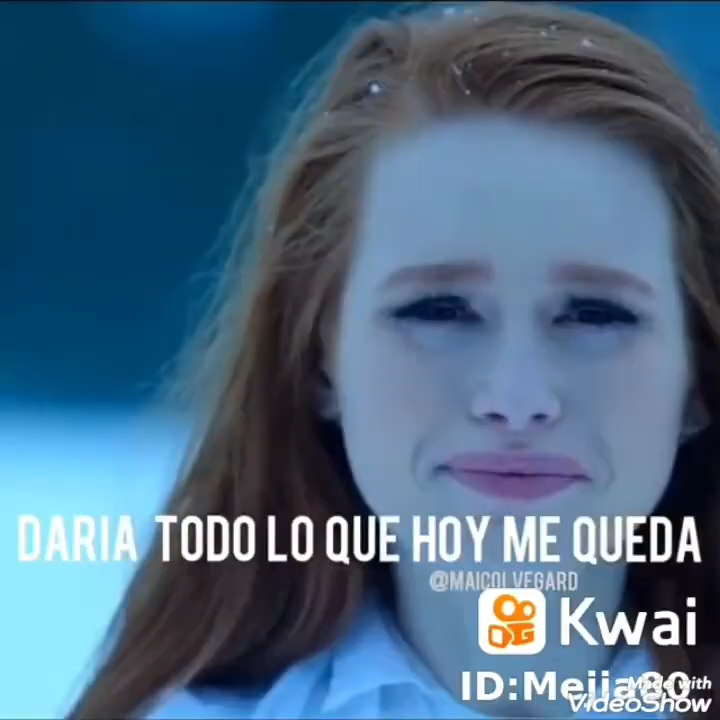 DARIA TODO LO QUE HOY ME QUEDA
@MAICOLVEGARD
Kwai
ID:Mejia80
Made with
VideoShow